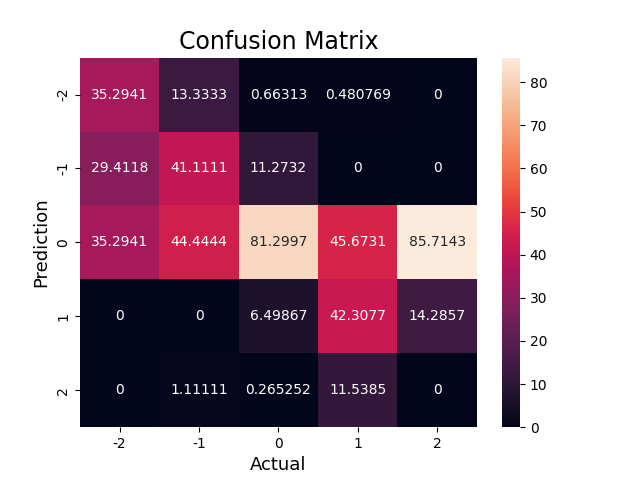 Confusion Matrix
-2 35.2941 13.3333 0.66313 0.480769 0
-1 29.4118 41.1111 11.2732 0 0
0 35.2941 44.4444 81.2997 45.6731 85.7143
1 0 0 6.49867 42.3077 14.2857
2 0 1.11111 0.265252 11.5385 0
-2 -1 0 1 2
Actual
Prediction
80
70
60
50
40
30
20
10
0